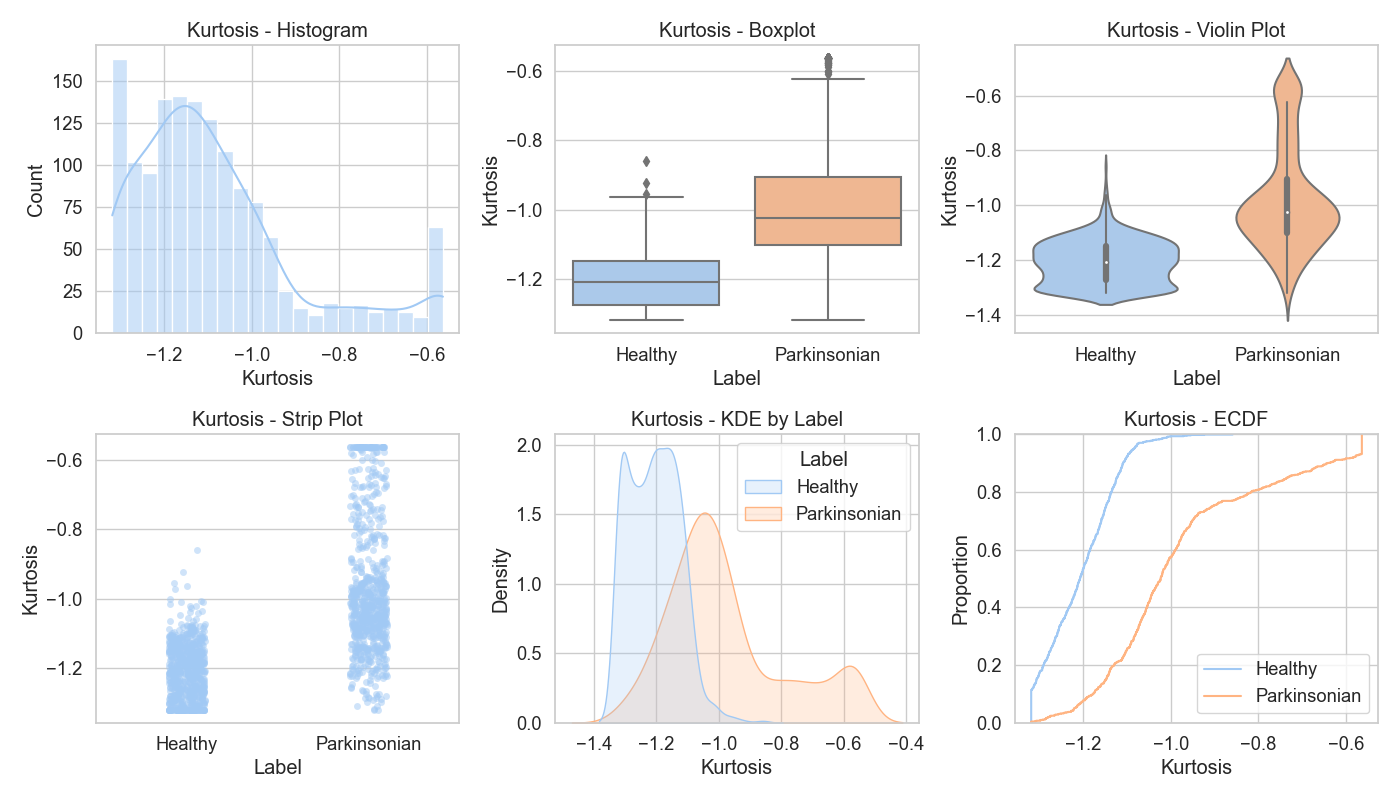 Kurtosis - Histogram
150
125
100
75
50
25
0
Count
−1.2
−1.0
−0.8
−0.6
Kurtosis
Kurtosis - Boxplot
−0.6
−0.8
−1.0
−1.2
Kurtosis
Healthy
Parkinsonian
Label
Kurtosis - Violin Plot
−0.6
−0.8
−1.0
−1.2
−1.4
Kurtosis
Healthy
Parkinsonian
Label
Kurtosis - Strip Plot
−0.6
−0.8
−1.0
−1.2
Kurtosis
Healthy
Parkinsonian
Label
Kurtosis - KDE by Label
2.0
1.5
1.0
0.5
0.0
Density
Label
Healthy
Parkinsonian
−1.4
−1.2
−1.0
−0.8
−0.6
−0.4
Kurtosis
Kurtosis - ECDF
1.0
0.8
0.6
0.4
0.2
0.0
Proportion
Healthy
Parkinsonian
−1.2
−1.0
−0.8
−0.6
Kurtosis